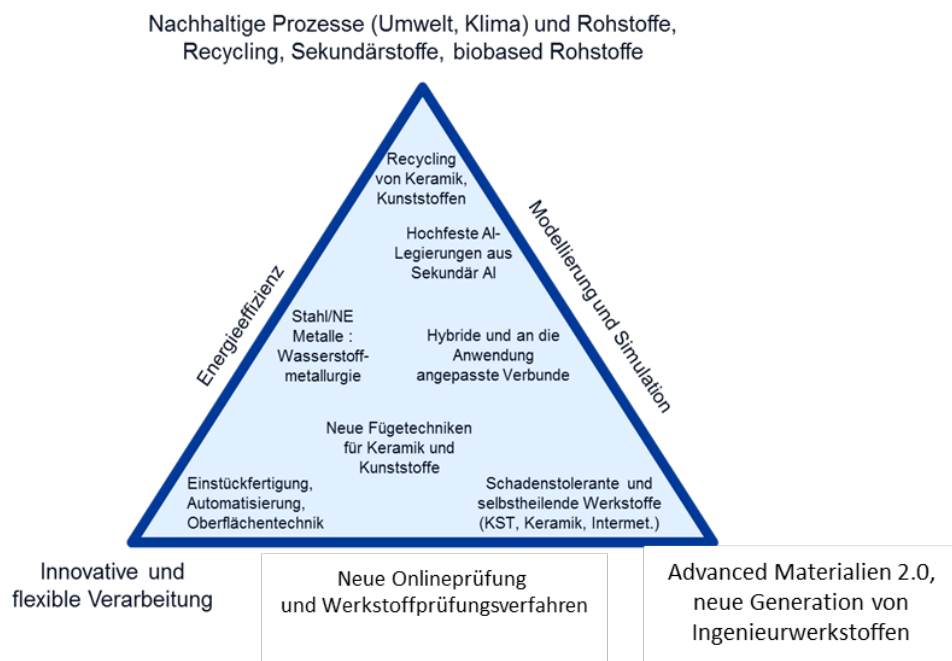 Nachhaltige Prozesse (Umwelt, Klima) und Rohstoffe,
Recycling, Sekundärstoffe, biobased Rohstoffe
Recycling
von Keramik,
Kunststoffen
Hochfeste Al-
Legierungen aus
Sekundär Al
Energieeffizienz
Modellierung und Simulation
Stahl/NE
Metalle :
Wasserstoff-
metallurgie
Hybride und an die
Anwendung
angepasste Verbunde
Neue Fügetechniken
für Keramik und
Kunststoffe
Einstückfertigung,
Automatisierung,
Oberflächentechnik
Schadenstolerante und
selbstheilende Werkstoffe
(KST, Keramik, Intermet.)
Innovative und
flexible Verarbeitung
Neue Onlineprüfung
und Werkstoffprüfungsverfahren
Advanced Materialien 2.0,
neue Generation von
Ingenieurwerkstoffen